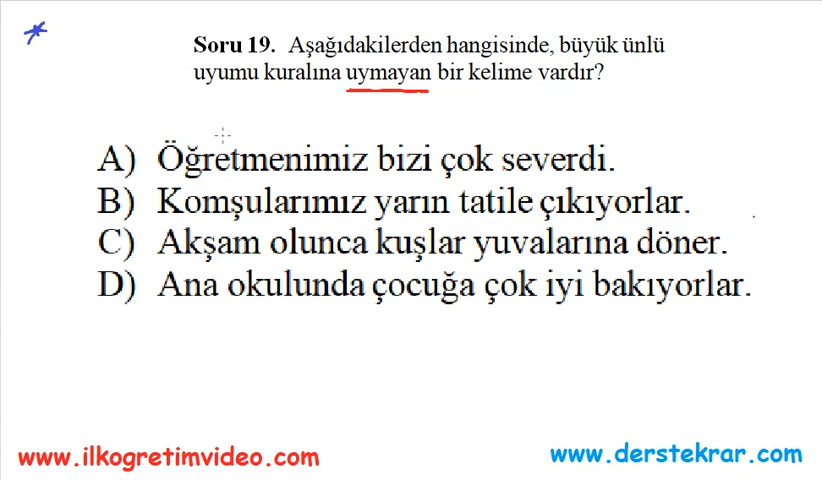 Soru 19. Aşağıdakilerden hangisinde, büyük ünlü
uyumu kuralına uymayan bir kelime vardır?
A) Öğretmenimiz bizi çok severdi.
B) Komşularımız yarın tatile çıkıyorlar.
C) Akşam olunca kuşlar yuvalarına döner.
D) Ana okulunda çocuğa çok iyi bakıyorlar.
www.ilkogretimvideo.com
www.derstekrar.com